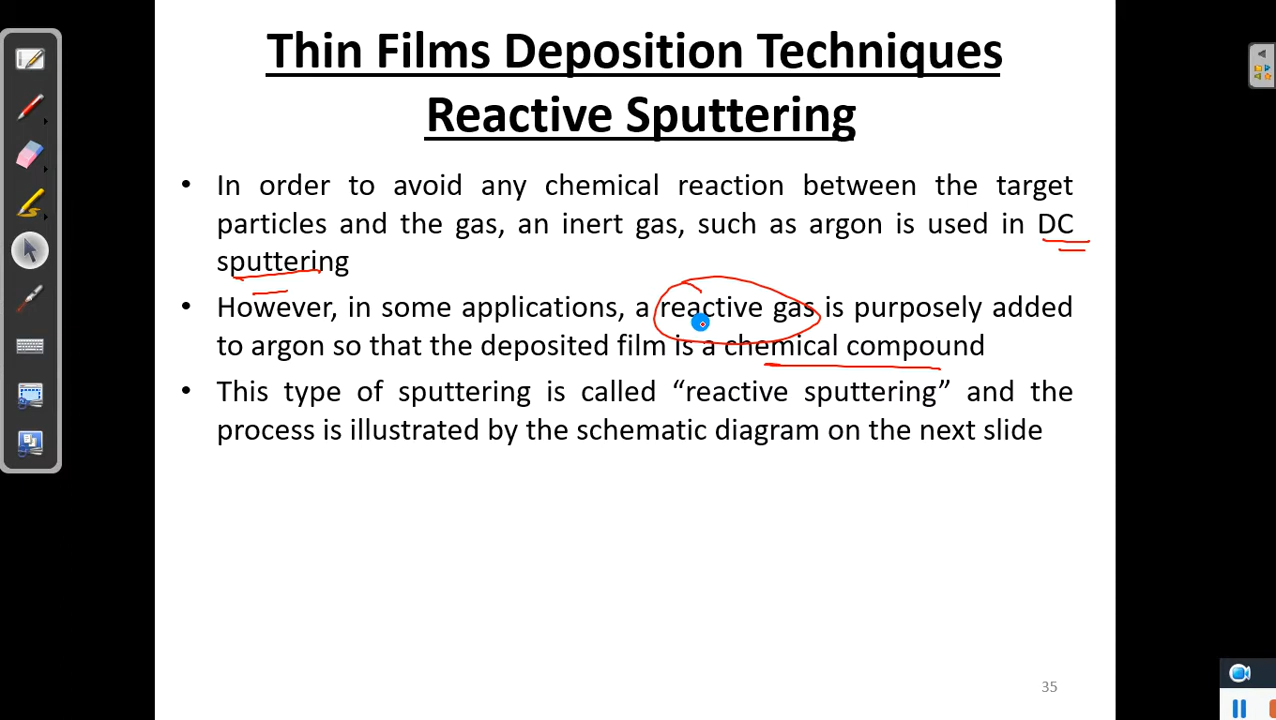 Thin Films Deposition Techniques
Reactive Sputtering
• In order to avoid any chemical reaction between the target
particles and the gas, an inert gas, such as argon is used in DC
sputtering
• However, in some applications, a reactive gas is purposely added
to argon so that the deposited film is a chemical compound
• This type of sputtering is called “reactive sputtering” and the
process is illustrated by the schematic diagram on the next slide
35